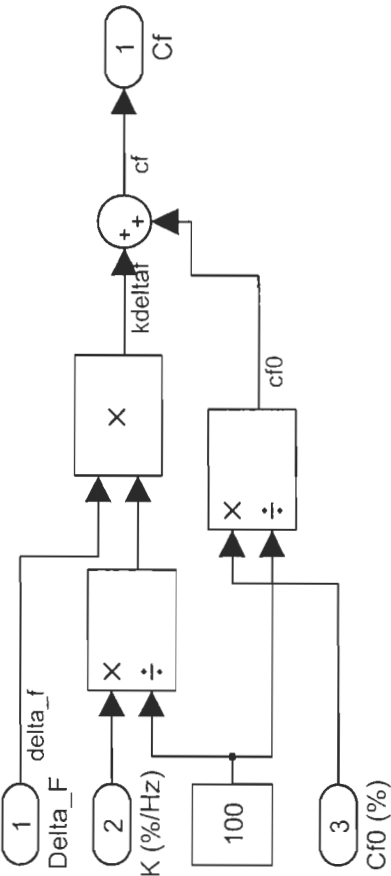 1
Delta_F
delta_f
2
K (%/Hz)
100
3
Cf0 (%)
×
÷
×
×
÷
kdeltaf
cf0
+
+
cf
1
Cf